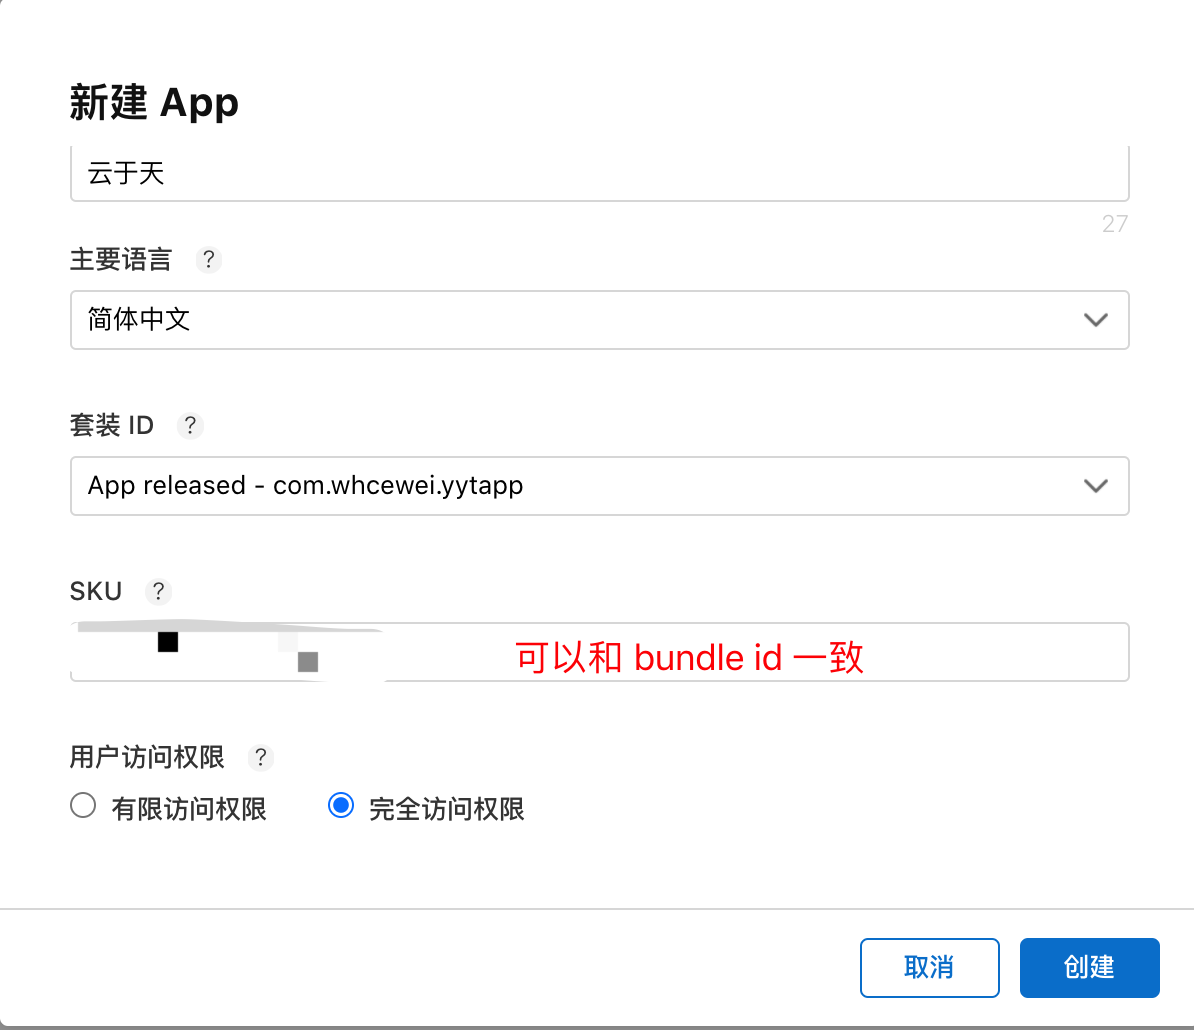 新建 App
云于天
27
主要语言 ?
简体中文
套装 ID ?
App released - com.whcewei.yytapp
SKU ?
可以和 bundle id 一致
用户访问权限 ?
有限访问权限 完全访问权限
取消 创建